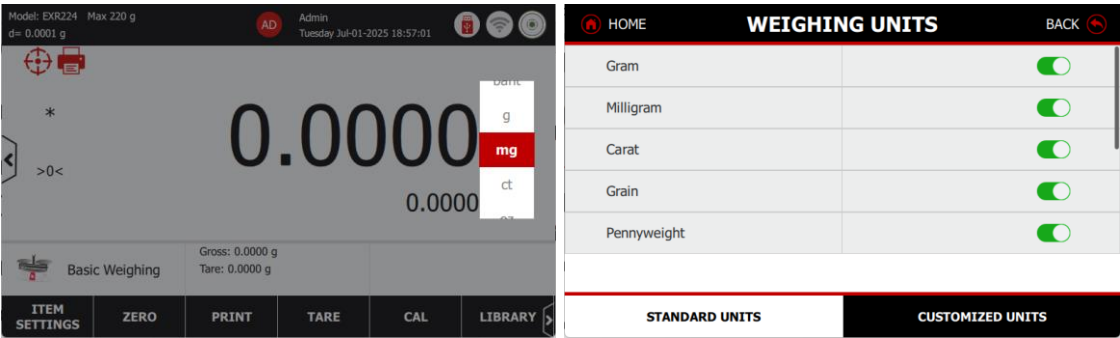 Model: EXR224 Max 220 g
d= 0.0001 g
AD
Admin
Tuesday Jul-01-2025 18:57:01
*
>0<
0.0000
0.0000
g
mg
ct
Basic Weighing
Gross: 0.0000 g
Tare: 0.0000 g
ITEM
SETTINGS
ZERO
PRINT
TARE
CAL
LIBRARY
HOME
WEIGHING UNITS
BACK
Gram
Milligram
Carat
Grain
Pennyweight
STANDARD UNITS
CUSTOMIZED UNITS